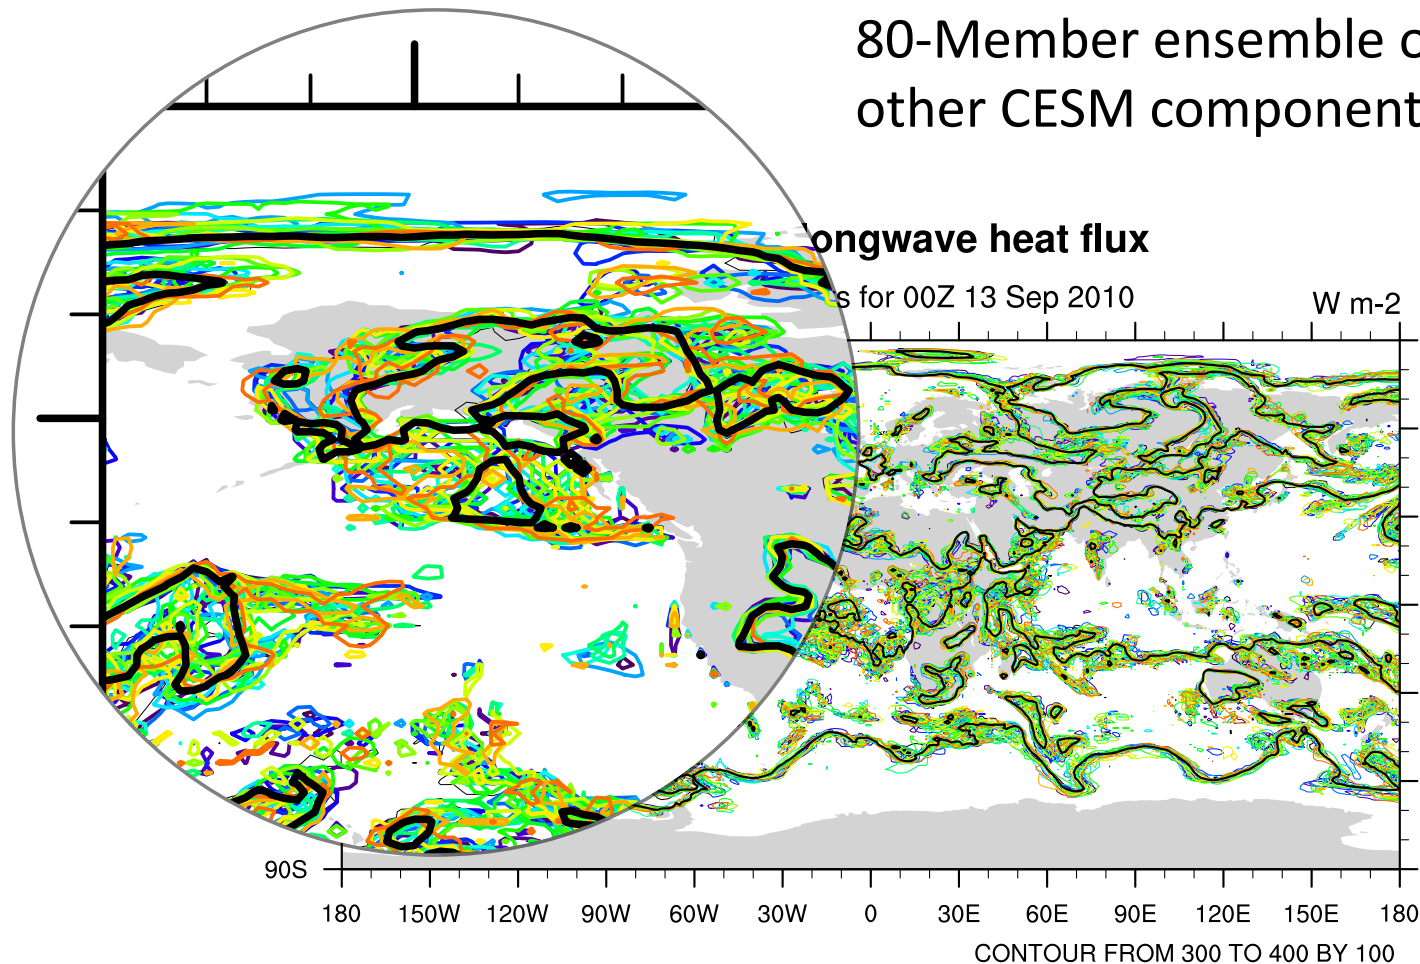 80-Member ensemble
other CESM component
ongwave heat flux
s for 00Z 13 Sep 2010
W m-2
90S
180 150W 120W 90W 60W 30W 0 30E 60E 90E 120E 150E 180
CONTOUR FROM 300 TO 400 BY 100